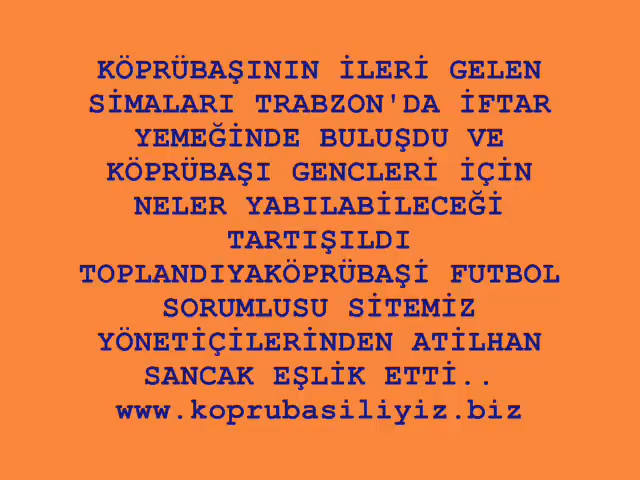 KÖPRÜBAŞININ İLERİ GELEN
SİMALARI TRABZON'DA İFTAR
YEMEĞİNDE BULUŞDU VE
KÖPRÜBAŞI GENCLERİ İÇİN
NELER YABILABİLECEĞİ
TARTIŞILDI
TOPLANDIYAKÖPRÜBAŞİ FUTBOL
SORUMLUSU SİTEMİZ
YÖNETİÇİLERİNDEN ATİLHAN
SANCAK EŞLİK ETTİ..
www.koprubasiliyiz.biz